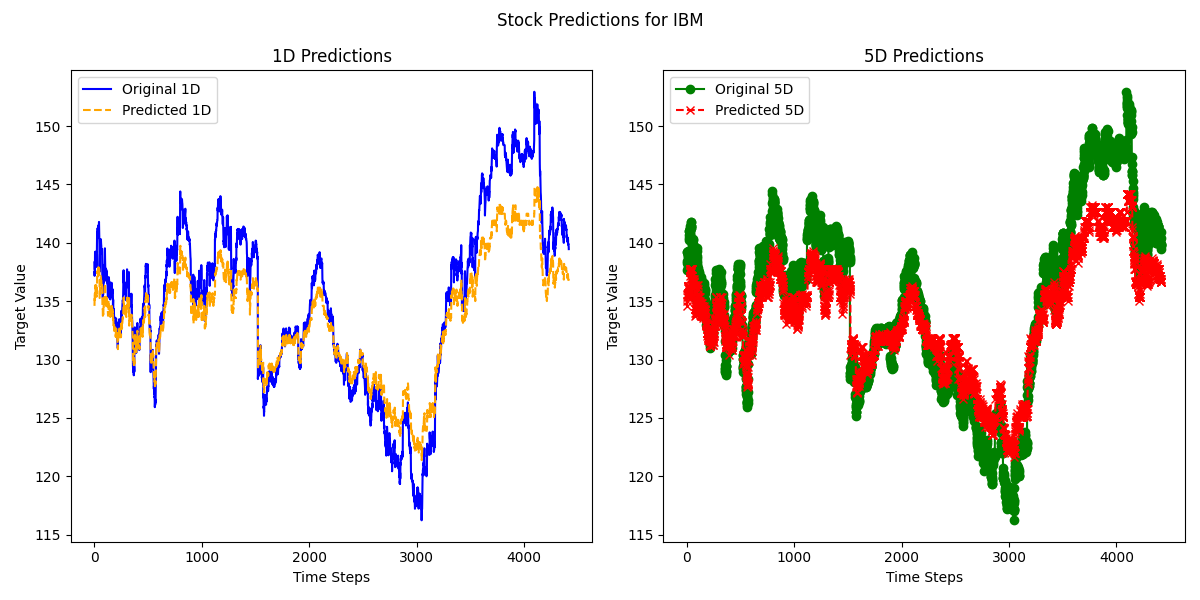 Stock Predictions for IBM
1D Predictions
Original 1D
Predicted 1D
150
145
140
135
130
125
120
115
Target Value
0
1000
2000
3000
4000
Time Steps
5D Predictions
Original 5D
Predicted 5D
150
145
140
135
130
125
120
115
Target Value
0
1000
2000
3000
4000
Time Steps